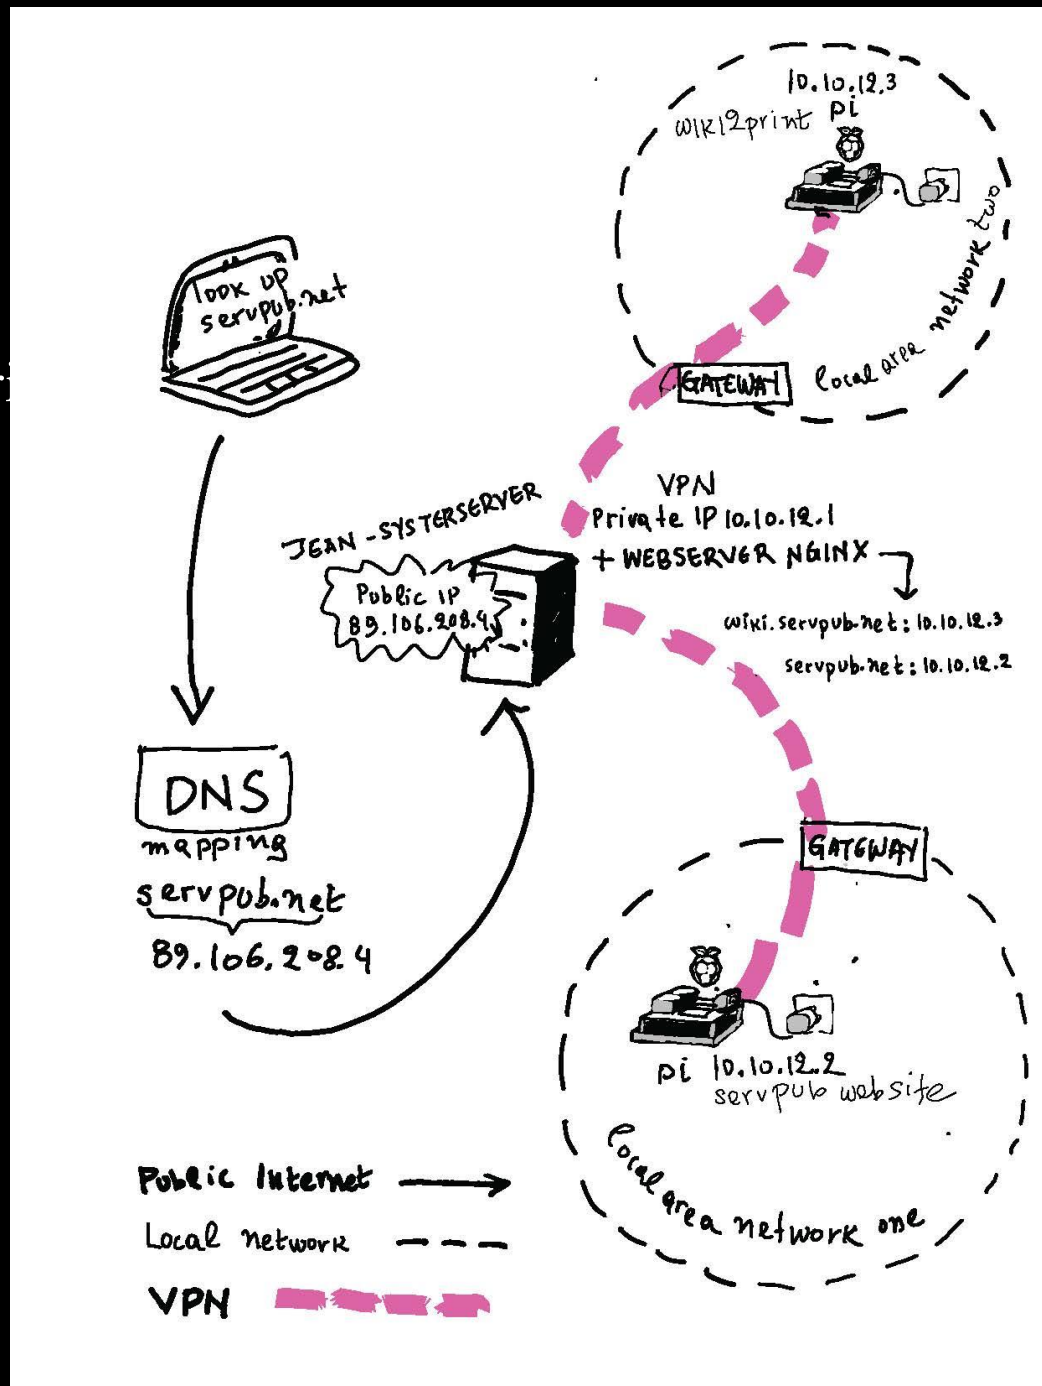 10.10.12.3
pi
wiki2print
local area network two
GATEWAY
look up
servpub.net
JEAN-SYSTERSERVER
Public IP
89.106.208.4
VPN
Private IP 10.10.12.1
+ WEBSERVER NGINX
wiki.servpub.net: 10.10.12.3
servpub.net: 10.10.12.2
DNS
mapping
servpub.net
89.106.208.4
GATEWAY
pi 10.10.12.2
servpub website
local area network one
Public Internet
Local network
VPN